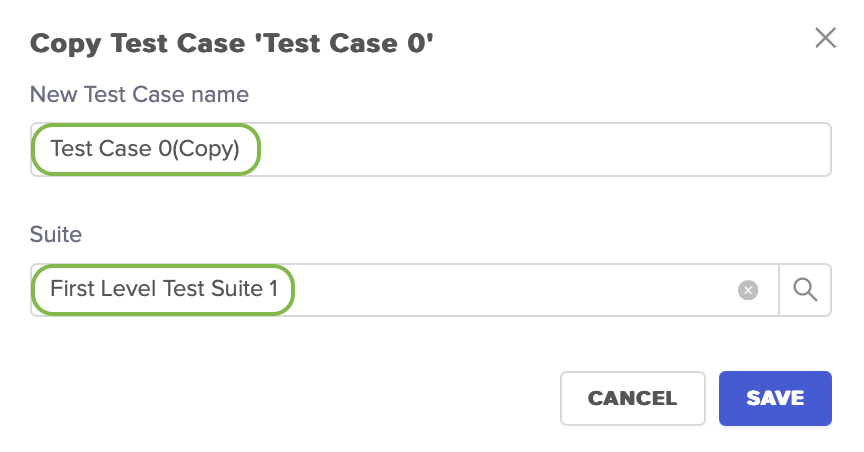 Copy Test Case 'Test Case 0'
New Test Case name
Test Case 0(Copy)
Suite
First Level Test Suite 1
CANCEL
SAVE